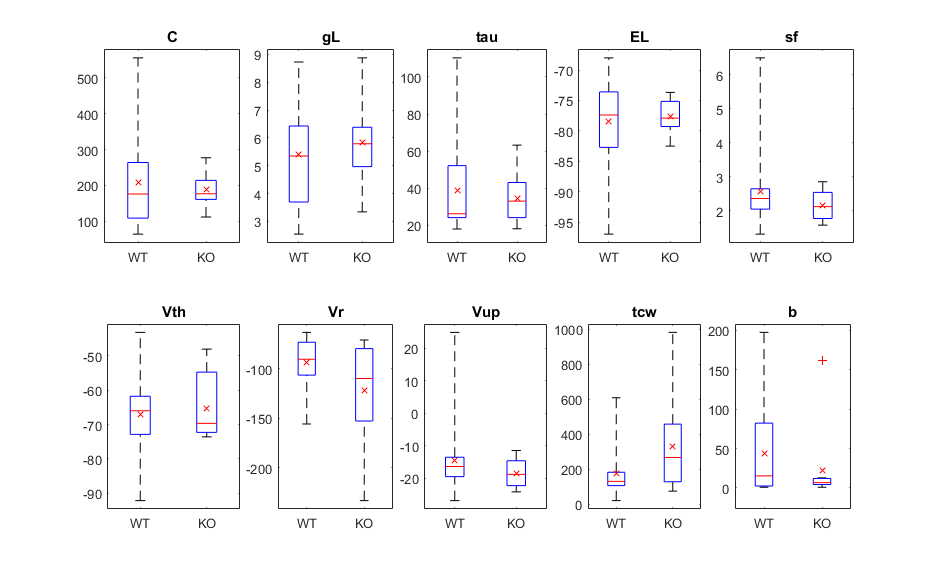 C
gL
tau
EL
sf
500
400
300
200
100
WT
KO
9
8
7
6
5
4
3
WT
KO
100
80
60
40
20
WT
KO
-70
-75
-80
-85
-90
-95
WT
KO
6
5
4
3
2
WT
KO
Vth
Vr
Vup
tcw
b
-50
-60
-70
-80
-90
WT
KO
-100
-150
-200
WT
KO
20
10
0
-10
-20
WT
KO
1000
800
600
400
200
0
WT
KO
200
150
100
50
0
WT
KO